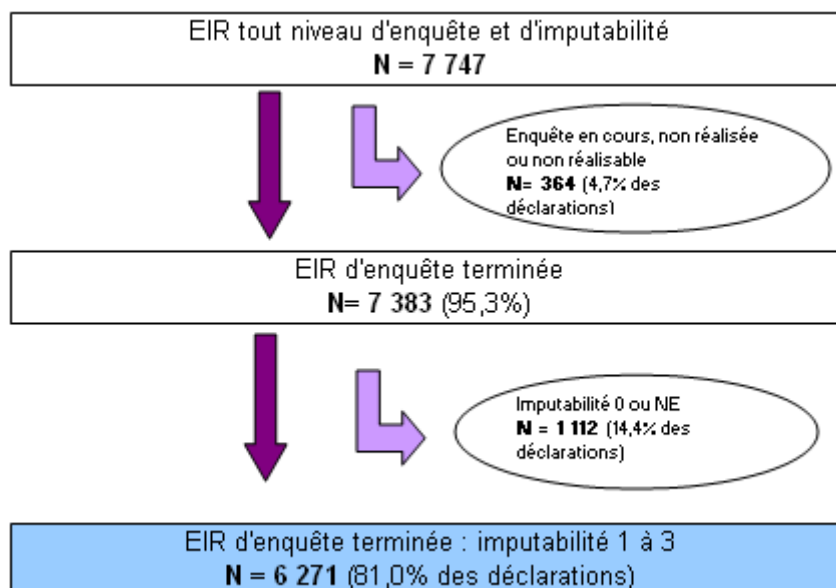 EIR tout niveau d'enquête et d'imputabilité
N = 7 747
Enquête en cours, non réalisée
ou non réalisable
N= 364 (4,7% des
déclarations)
EIR d'enquête terminée
N= 7 383 (95,3%)
Imputabilité 0 ou NE
N = 1 112 (14,4% des
déclarations)
EIR d'enquête terminée : imputabilité 1 à 3
N = 6 271 (81,0% des déclarations)